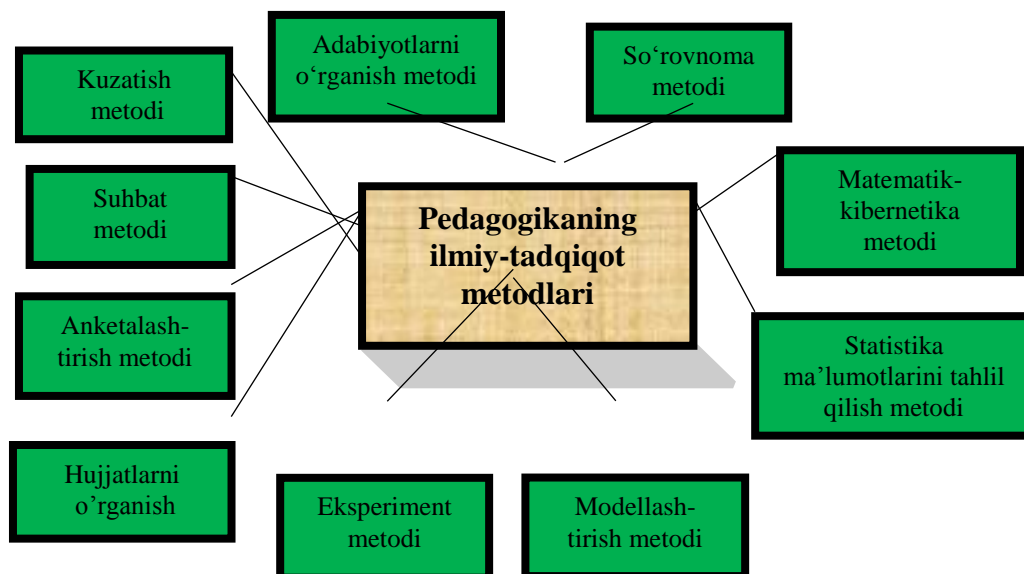 Kuzatish
metodi
Adabiyotlarni
o‘rganish metodi
So‘rovnoma
metodi
Suhbat
metodi
Pedagogikaning
ilmiy-tadqiqot
metodlari
Matematik-
kibernetika
metodi
Anketalash-
tirish metodi
Statistika
ma’lumotlarini tahlil
qilish metodi
Hujjatlarni
o’rganish
Eksperiment
metodi
Modellash-
tirish metodi